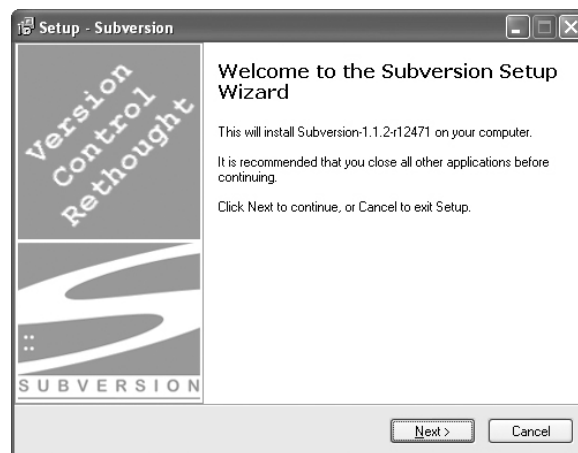 Setup - Subversion
Version
Control
Rethought
SUBVERSION
Welcome to the Subversion Setup
Wizard
This will install Subversion-1.1.2-r12471 on your computer.
It is recommended that you close all other applications before
continuing.
Click Next to continue, or Cancel to exit Setup.
Next >
Cancel